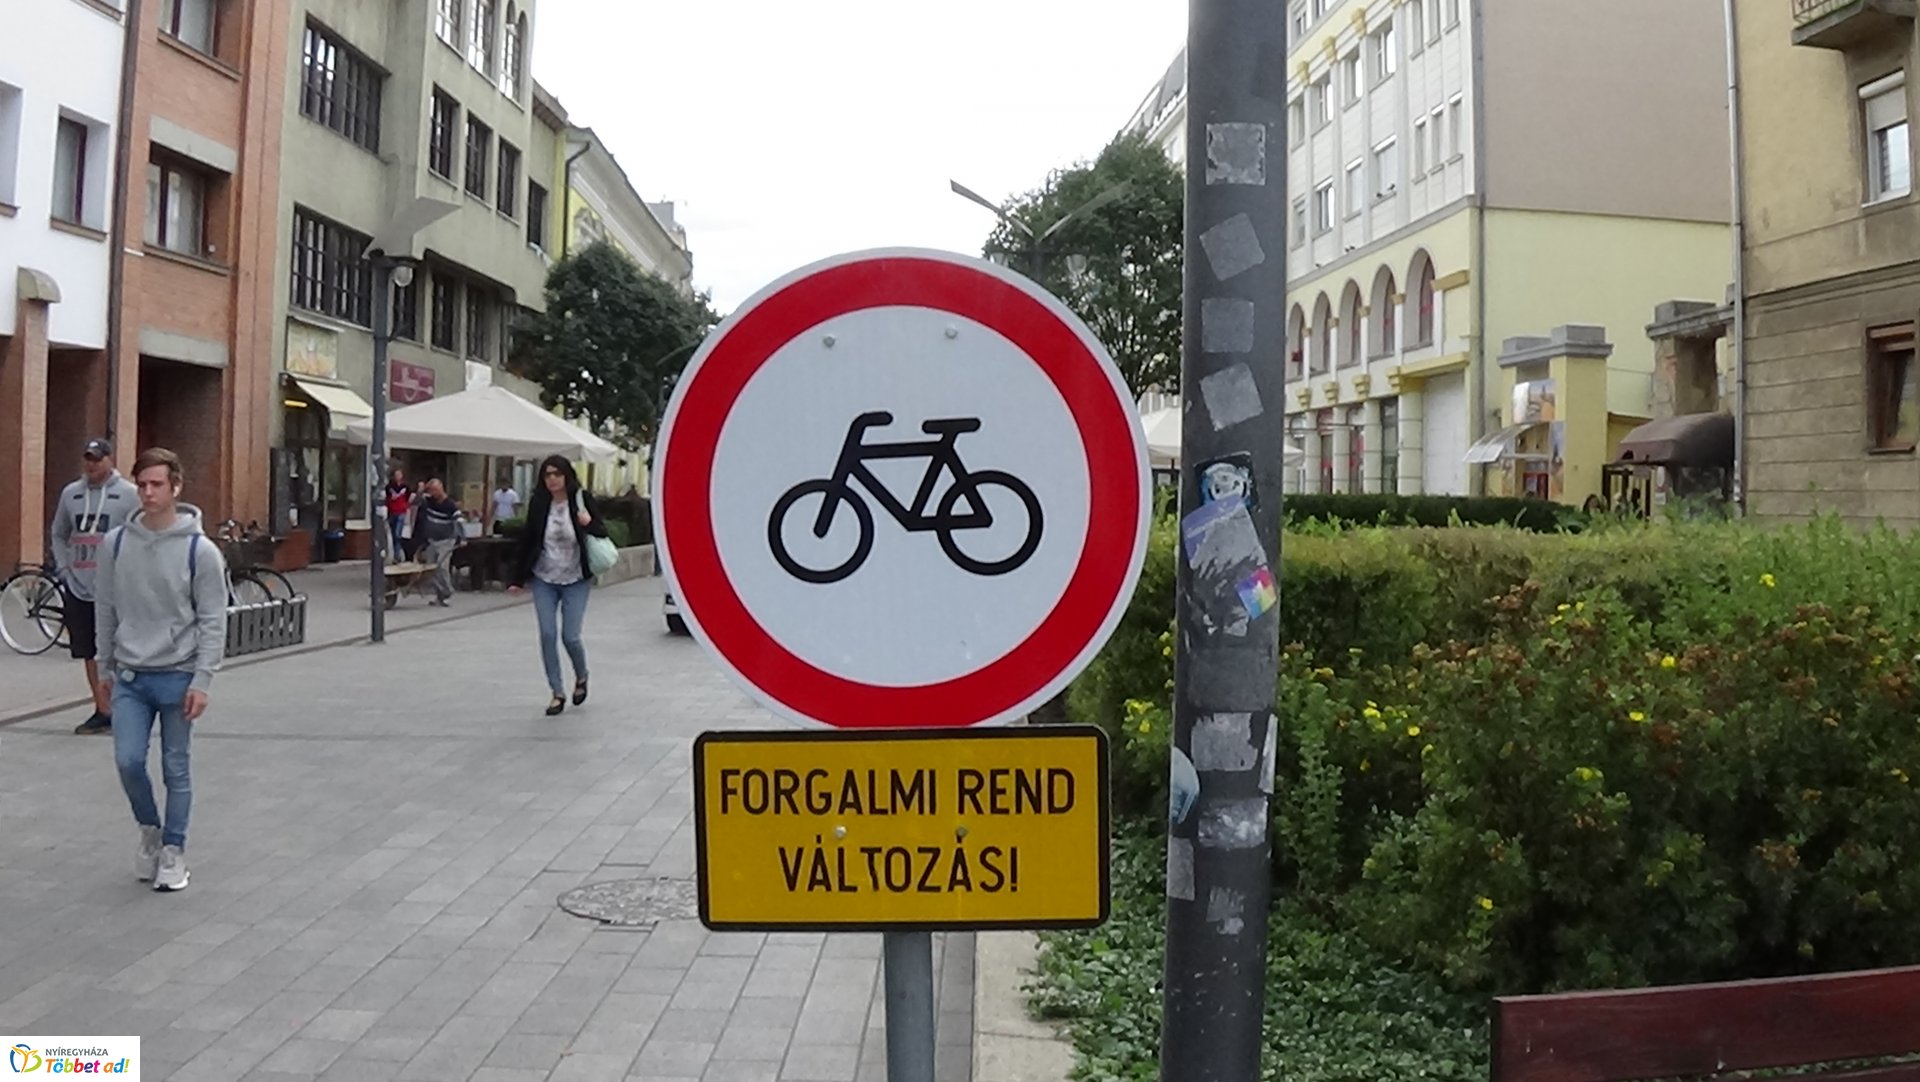 FORGALMI REND
VÁLTOZÁS!
NYÍREGYHÁZA
Többet ad!